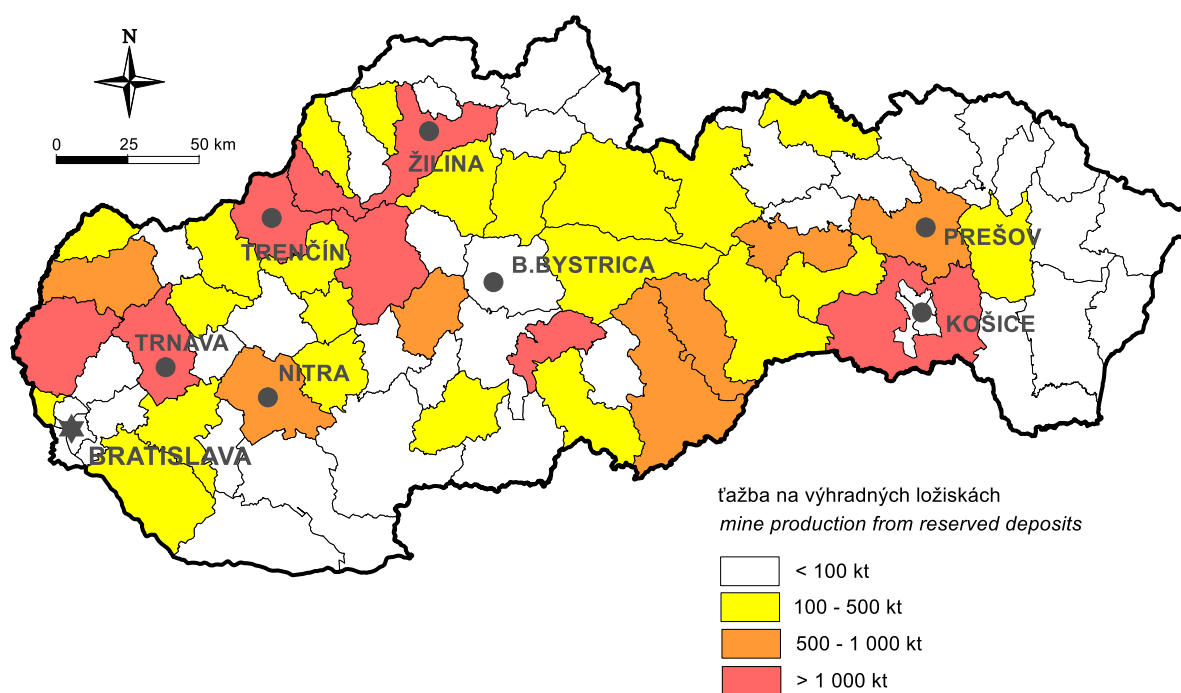 N
0 25 50 km
ŽILINA
TRENČÍN
PREŠOV
B.BYSTRICA
KOŠICE
TRNAVA
NITRA
BRATISLAVA
ťažba na výhradných ložiskách
mine production from reserved deposits
< 100 kt
100 - 500 kt
500 - 1 000 kt
> 1 000 kt